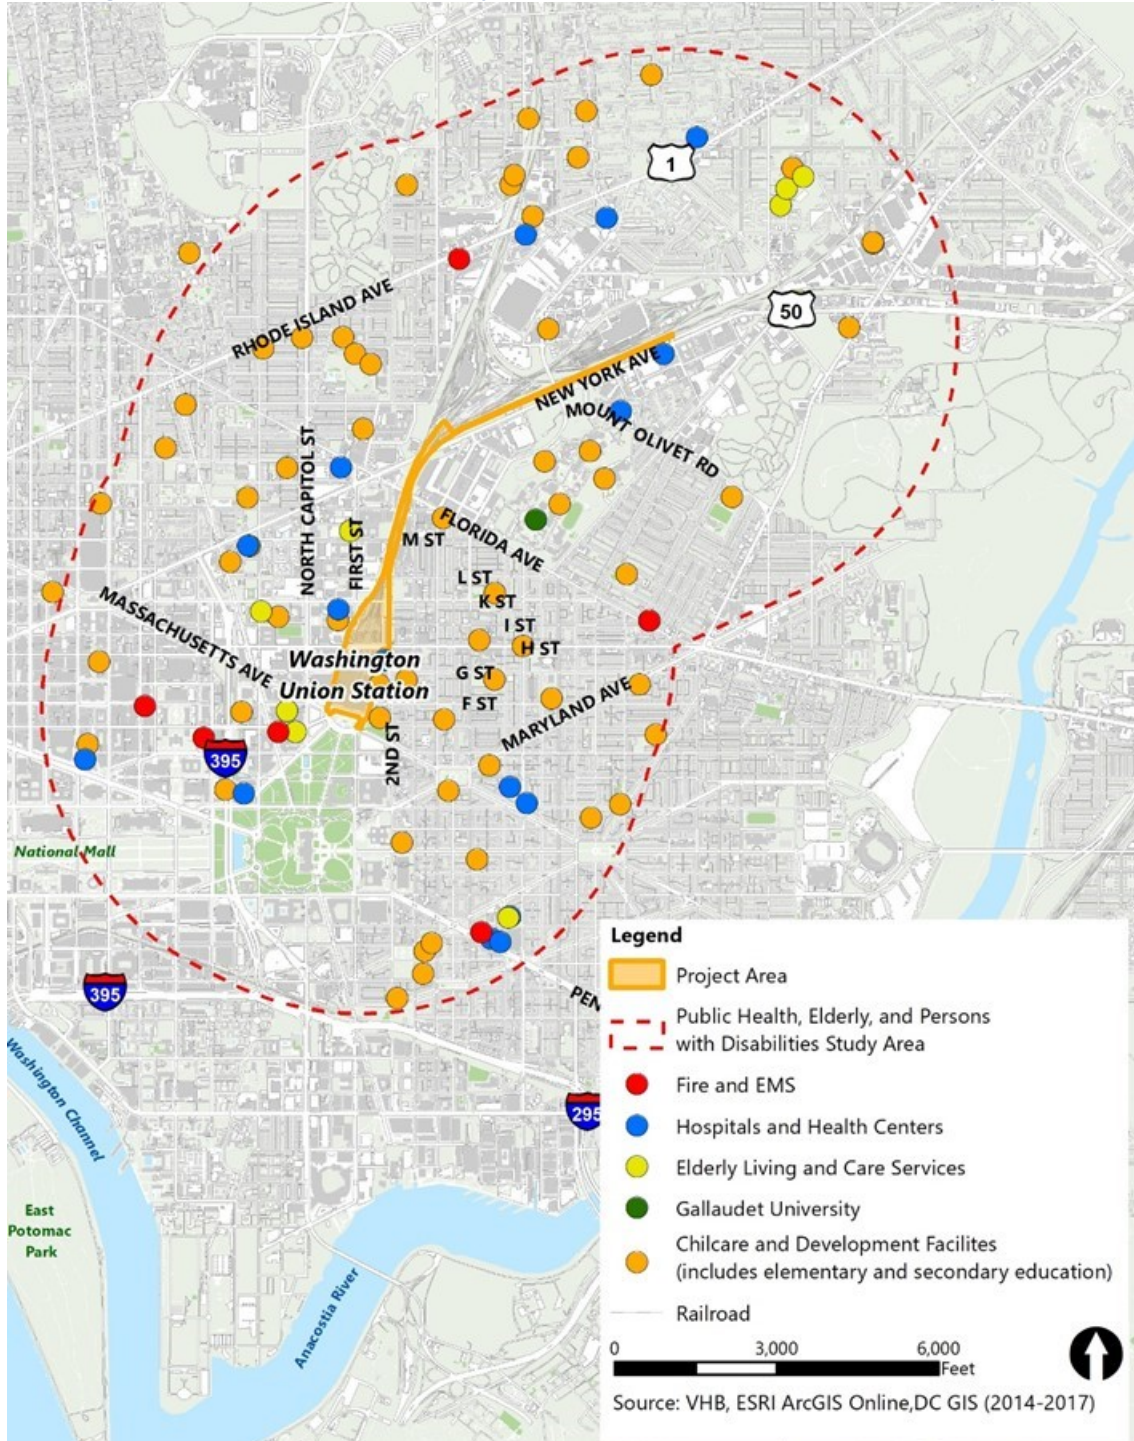 1
50
RHODE ISLAND AVE
NEW YORK AVE
MOUNT OLIVET RD
NORTH CAPITOL ST
FIRST ST
M ST
FLORIDA AVE
L ST
K ST
I ST
H ST
MASSACHUSETTS AVE
Washington
Union Station
G ST
F ST
MARYLAND AVE
2ND ST
395
National Mall
395
PEN
295
Washington Channel
East
Potomac
Park
Anacostia River
Legend
Project Area
Public Health, Elderly, and Persons
with Disabilities Study Area
Fire and EMS
Hospitals and Health Centers
Elderly Living and Care Services
Gallaudet University
Chilcare and Development Facilites
(includes elementary and secondary education)
Railroad
0 3,000 6,000
Feet
Source: VHB, ESRI ArcGIS Online,DC GIS (2014-2017)